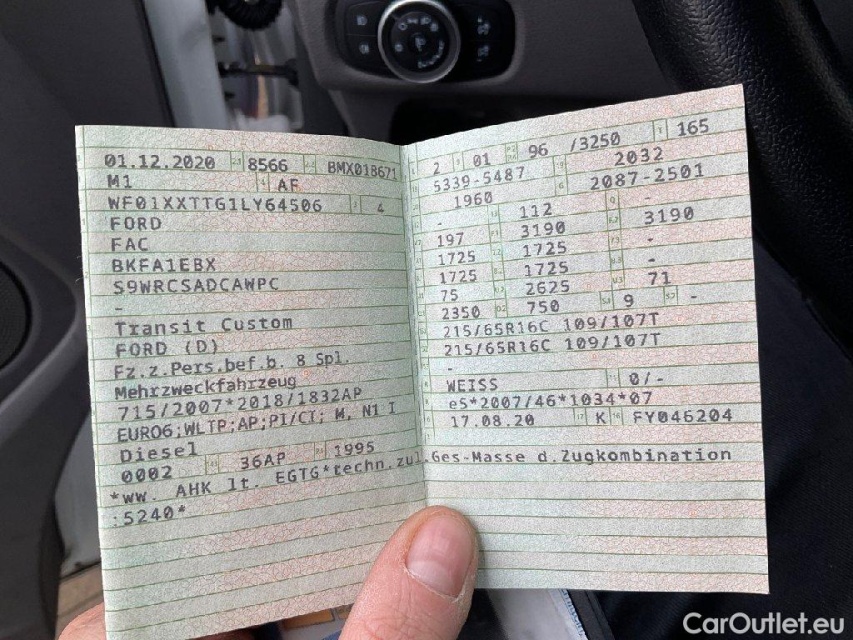 01.12.2020 8566 BMX018671
M1 AF
WF01XXTTG1LY64506 4
FORD
FAC
BKFA1EBX
S9WRCSADCAWPC
-
Transit Custom
FORD (D)
Fz.z.Pers.bef.b. 8 Spl.
Mehrzweckfahrzeug
715/2007*2018/1832AP
EURO6;WLTP;AP;PI/CI; M, N1 I
Diesel
0002 36AP 1995
*ww. AHK lt. EGTG*techn.zul.Ges-Masse d.Zugkombination
:5240*
2 01 96 /3250 165
5339-5487 2032
1960 2087-2501
- 112 -
197 3190 3190
1725 1725 -
1725 1725 -
75 2625 71
2350 750 9 -
215/65R16C 109/107T
215/65R16C 109/107T
-
WEISS 0/-
e5*2007/46*1034*07
17.08.20 K FY046204
CarOutlet.eu